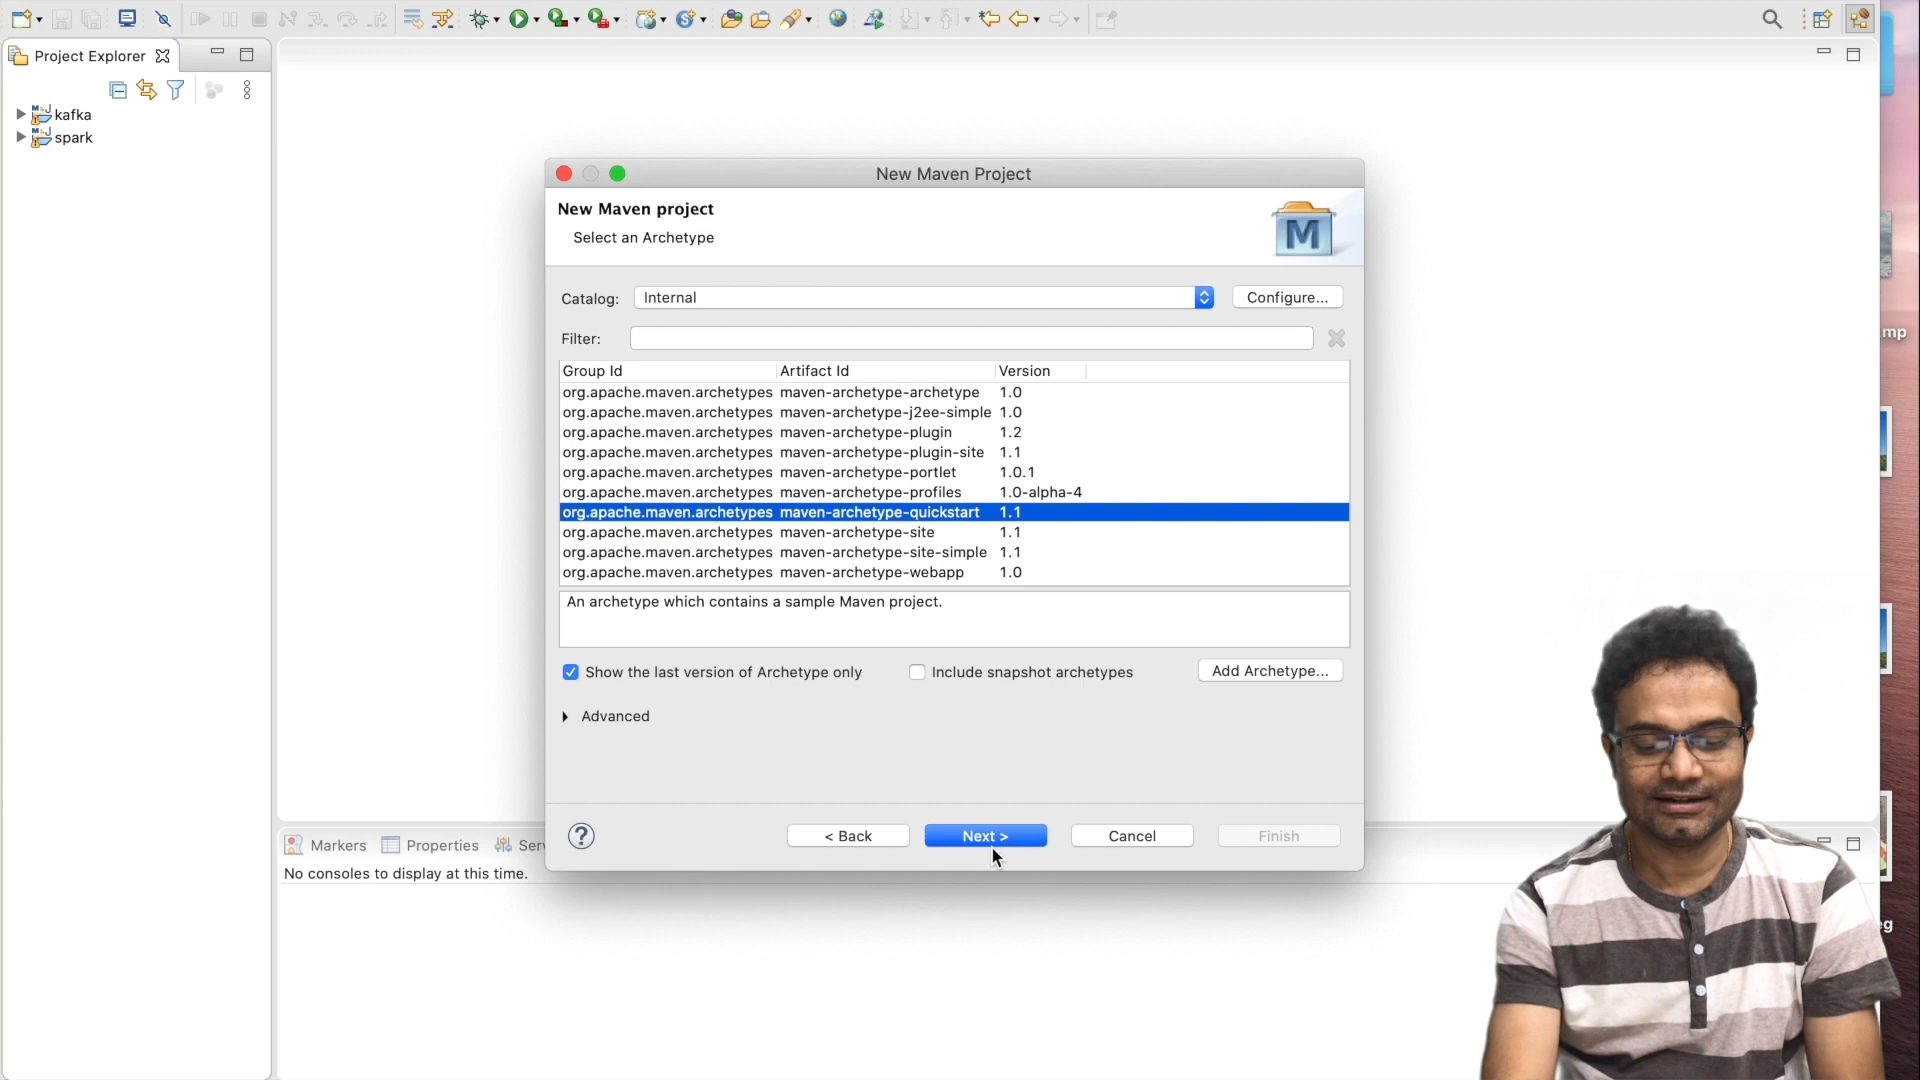 Project Explorer
kafka
spark
New Maven Project
New Maven project
Select an Archetype
M
Catalog: Internal Configure...
Filter:
Group Id Artifact Id Version
org.apache.maven.archetypes maven-archetype-archetype 1.0
org.apache.maven.archetypes maven-archetype-j2ee-simple 1.0
org.apache.maven.archetypes maven-archetype-plugin 1.2
org.apache.maven.archetypes maven-archetype-plugin-site 1.1
org.apache.maven.archetypes maven-archetype-portlet 1.0.1
org.apache.maven.archetypes maven-archetype-profiles 1.0-alpha-4
org.apache.maven.archetypes maven-archetype-quickstart 1.1
org.apache.maven.archetypes maven-archetype-site 1.1
org.apache.maven.archetypes maven-archetype-site-simple 1.1
org.apache.maven.archetypes maven-archetype-webapp 1.0
An archetype which contains a sample Maven project.
Show the last version of Archetype only Include snapshot archetypes Add Archetype...
Advanced
? < Back Next > Cancel Finish
Markers Properties Serv
No consoles to display at this time.
mp
eg